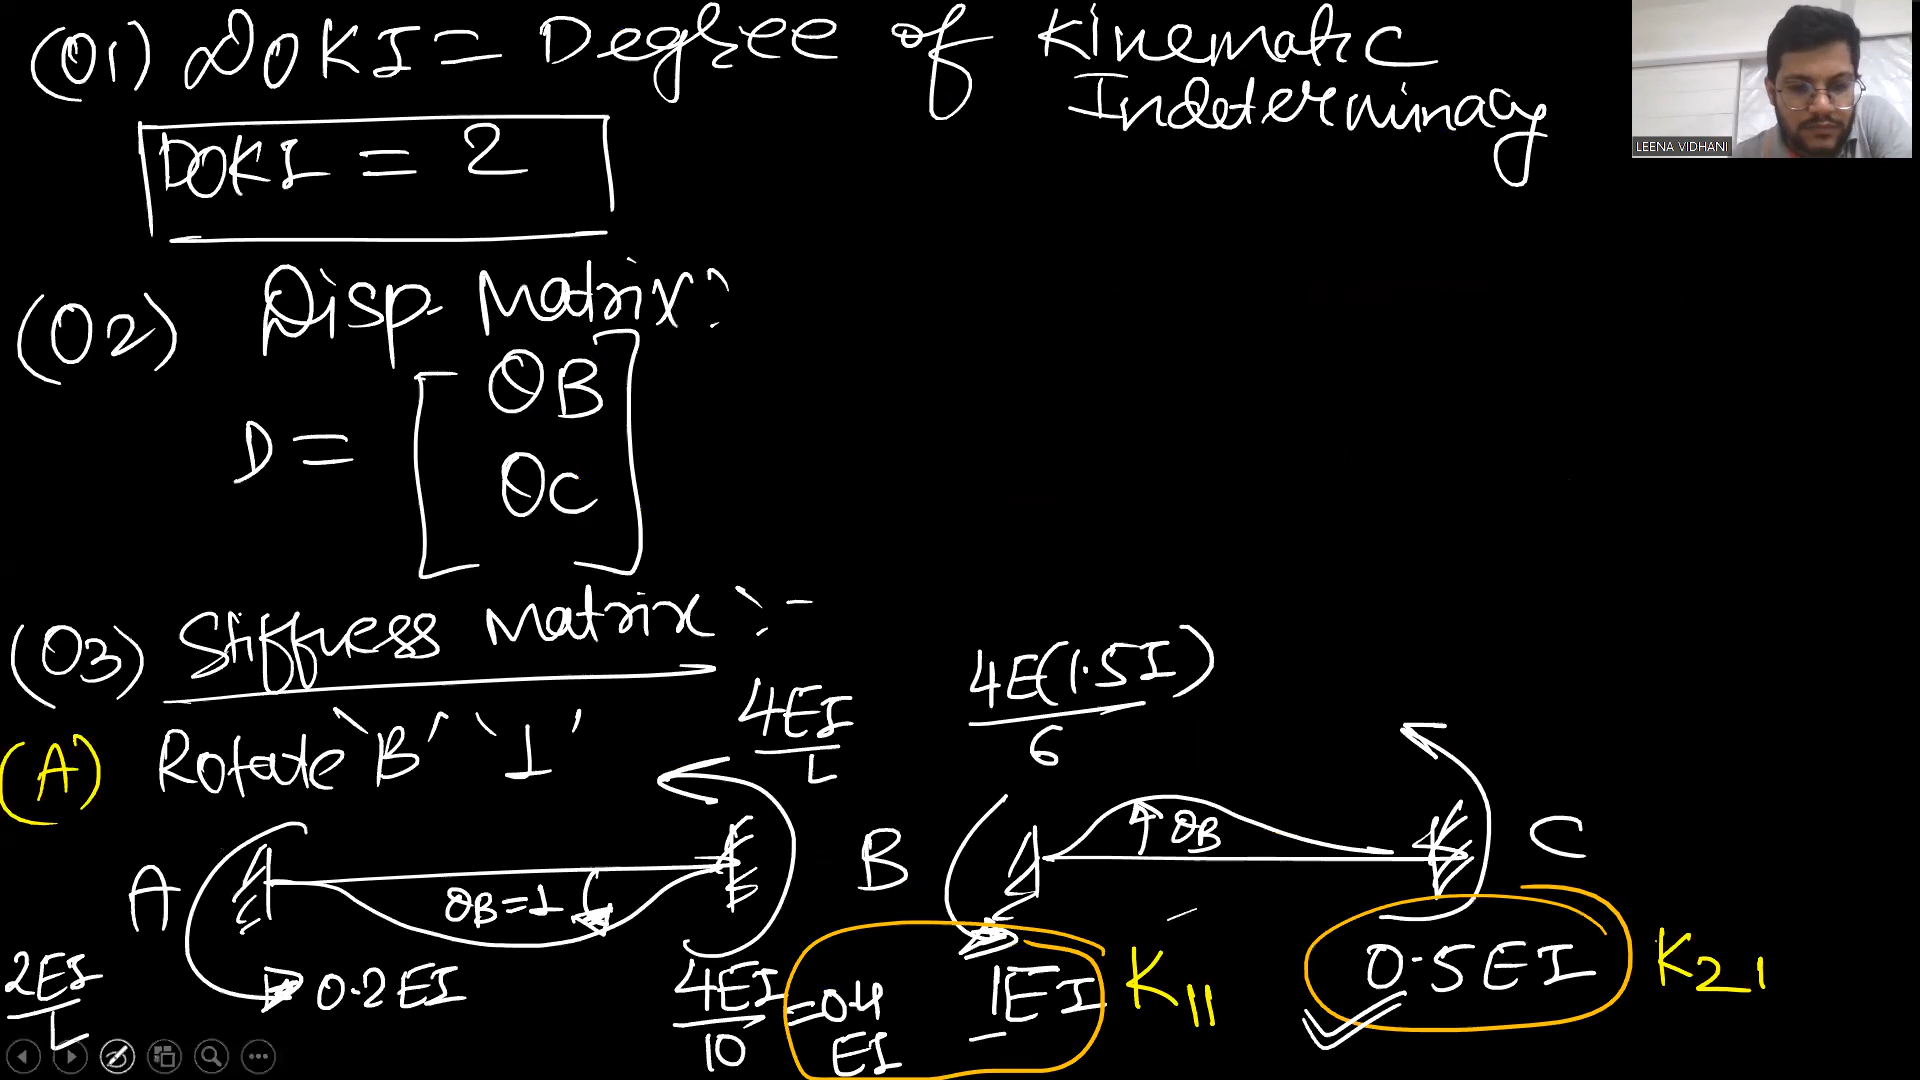 (01) DOKI = Degree of Kinematic
Indeterminacy
DOKI = 2
LEENA VIDHANI
(02) Disp. Matrix:
D = [θB
θC]
(03) Stiffness Matrix :-
(A) Rotate 'B' '1'
4EI/L
4E(1.5I)/6
A
θB=1
B
θB
C
2EI/L
0.2EI
4EI/10 = 0.4 EI
1EI
K11
0.5EI
K21